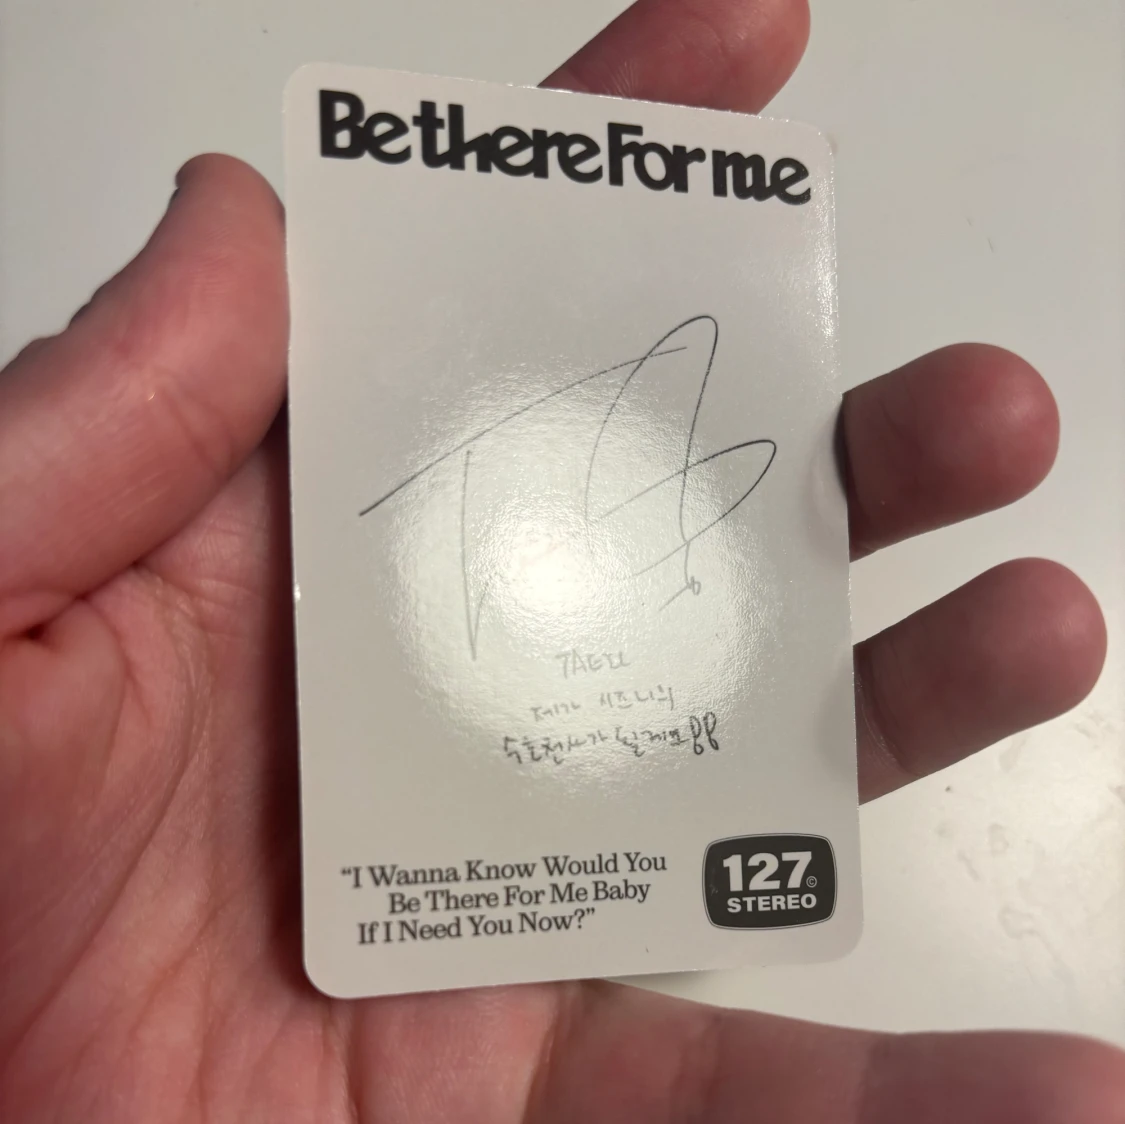 Be there For me
TAEIL
제가 시즈니의
수호천사가 될게요
“I Wanna Know Would You
Be There For Me Baby
If I Need You Now?”
127©
STEREO